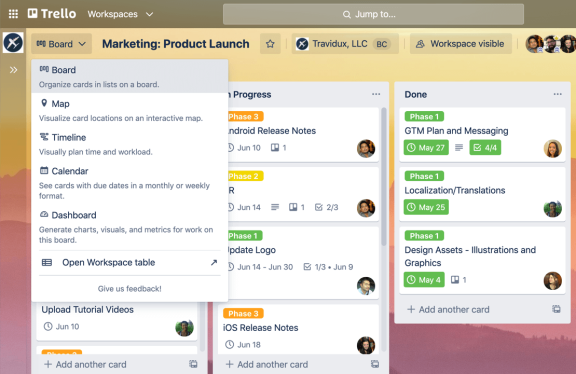 Trello
Workspaces
Jump to...
Board
Marketing: Product Launch
Travidux, LLC
BC
Workspace visible
Board
Organize cards in lists on a board.
Map
Visualize card locations on an interactive map.
Timeline
Visually plan time and workload.
Calendar
See cards with due dates in a monthly or weekly
format.
Dashboard
Generate charts, visuals, and metrics for work on
this board.
Open Workspace table
Give us feedback!
Upload Tutorial Videos
Jun 10
Add another card
Progress
Phase 3
Android Release Notes
Jun 10
1
Phase 2
R
Jun 14
1
2/3
Phase 1
Update Logo
Jun 14 - Jun 30
1/3 • Jun 9
Phase 3
iOS Release Notes
Jun 18
Add another card
Done
Phase 1
GTM Plan and Messaging
May 27
4/4
Phase 1
Localization/Translations
May 25
Phase 1
Design Assets - Illustrations and
Graphics
May 4
1
Add another card